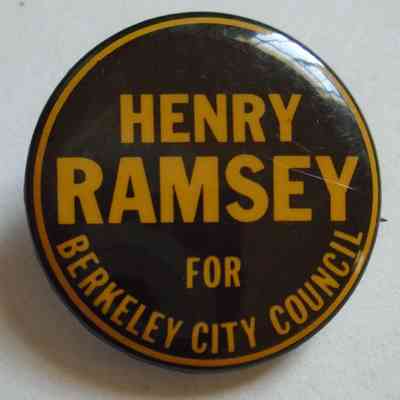 HENRY
RAMSEY
FOR
BERKELEY CITY COUNCIL